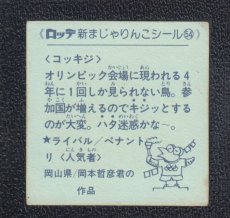 ロッテ 新まじゃりんこシール 54
〈コッキジ〉
オリンピック会場に現われる4
年に1回しか見られない鳥。参
加国が増えるのでキジッとする
のが大変。ハタ迷惑かな―。
★ライバル/ペナント
リ〈人気者〉
岡山県/岡本哲彦君の
作品